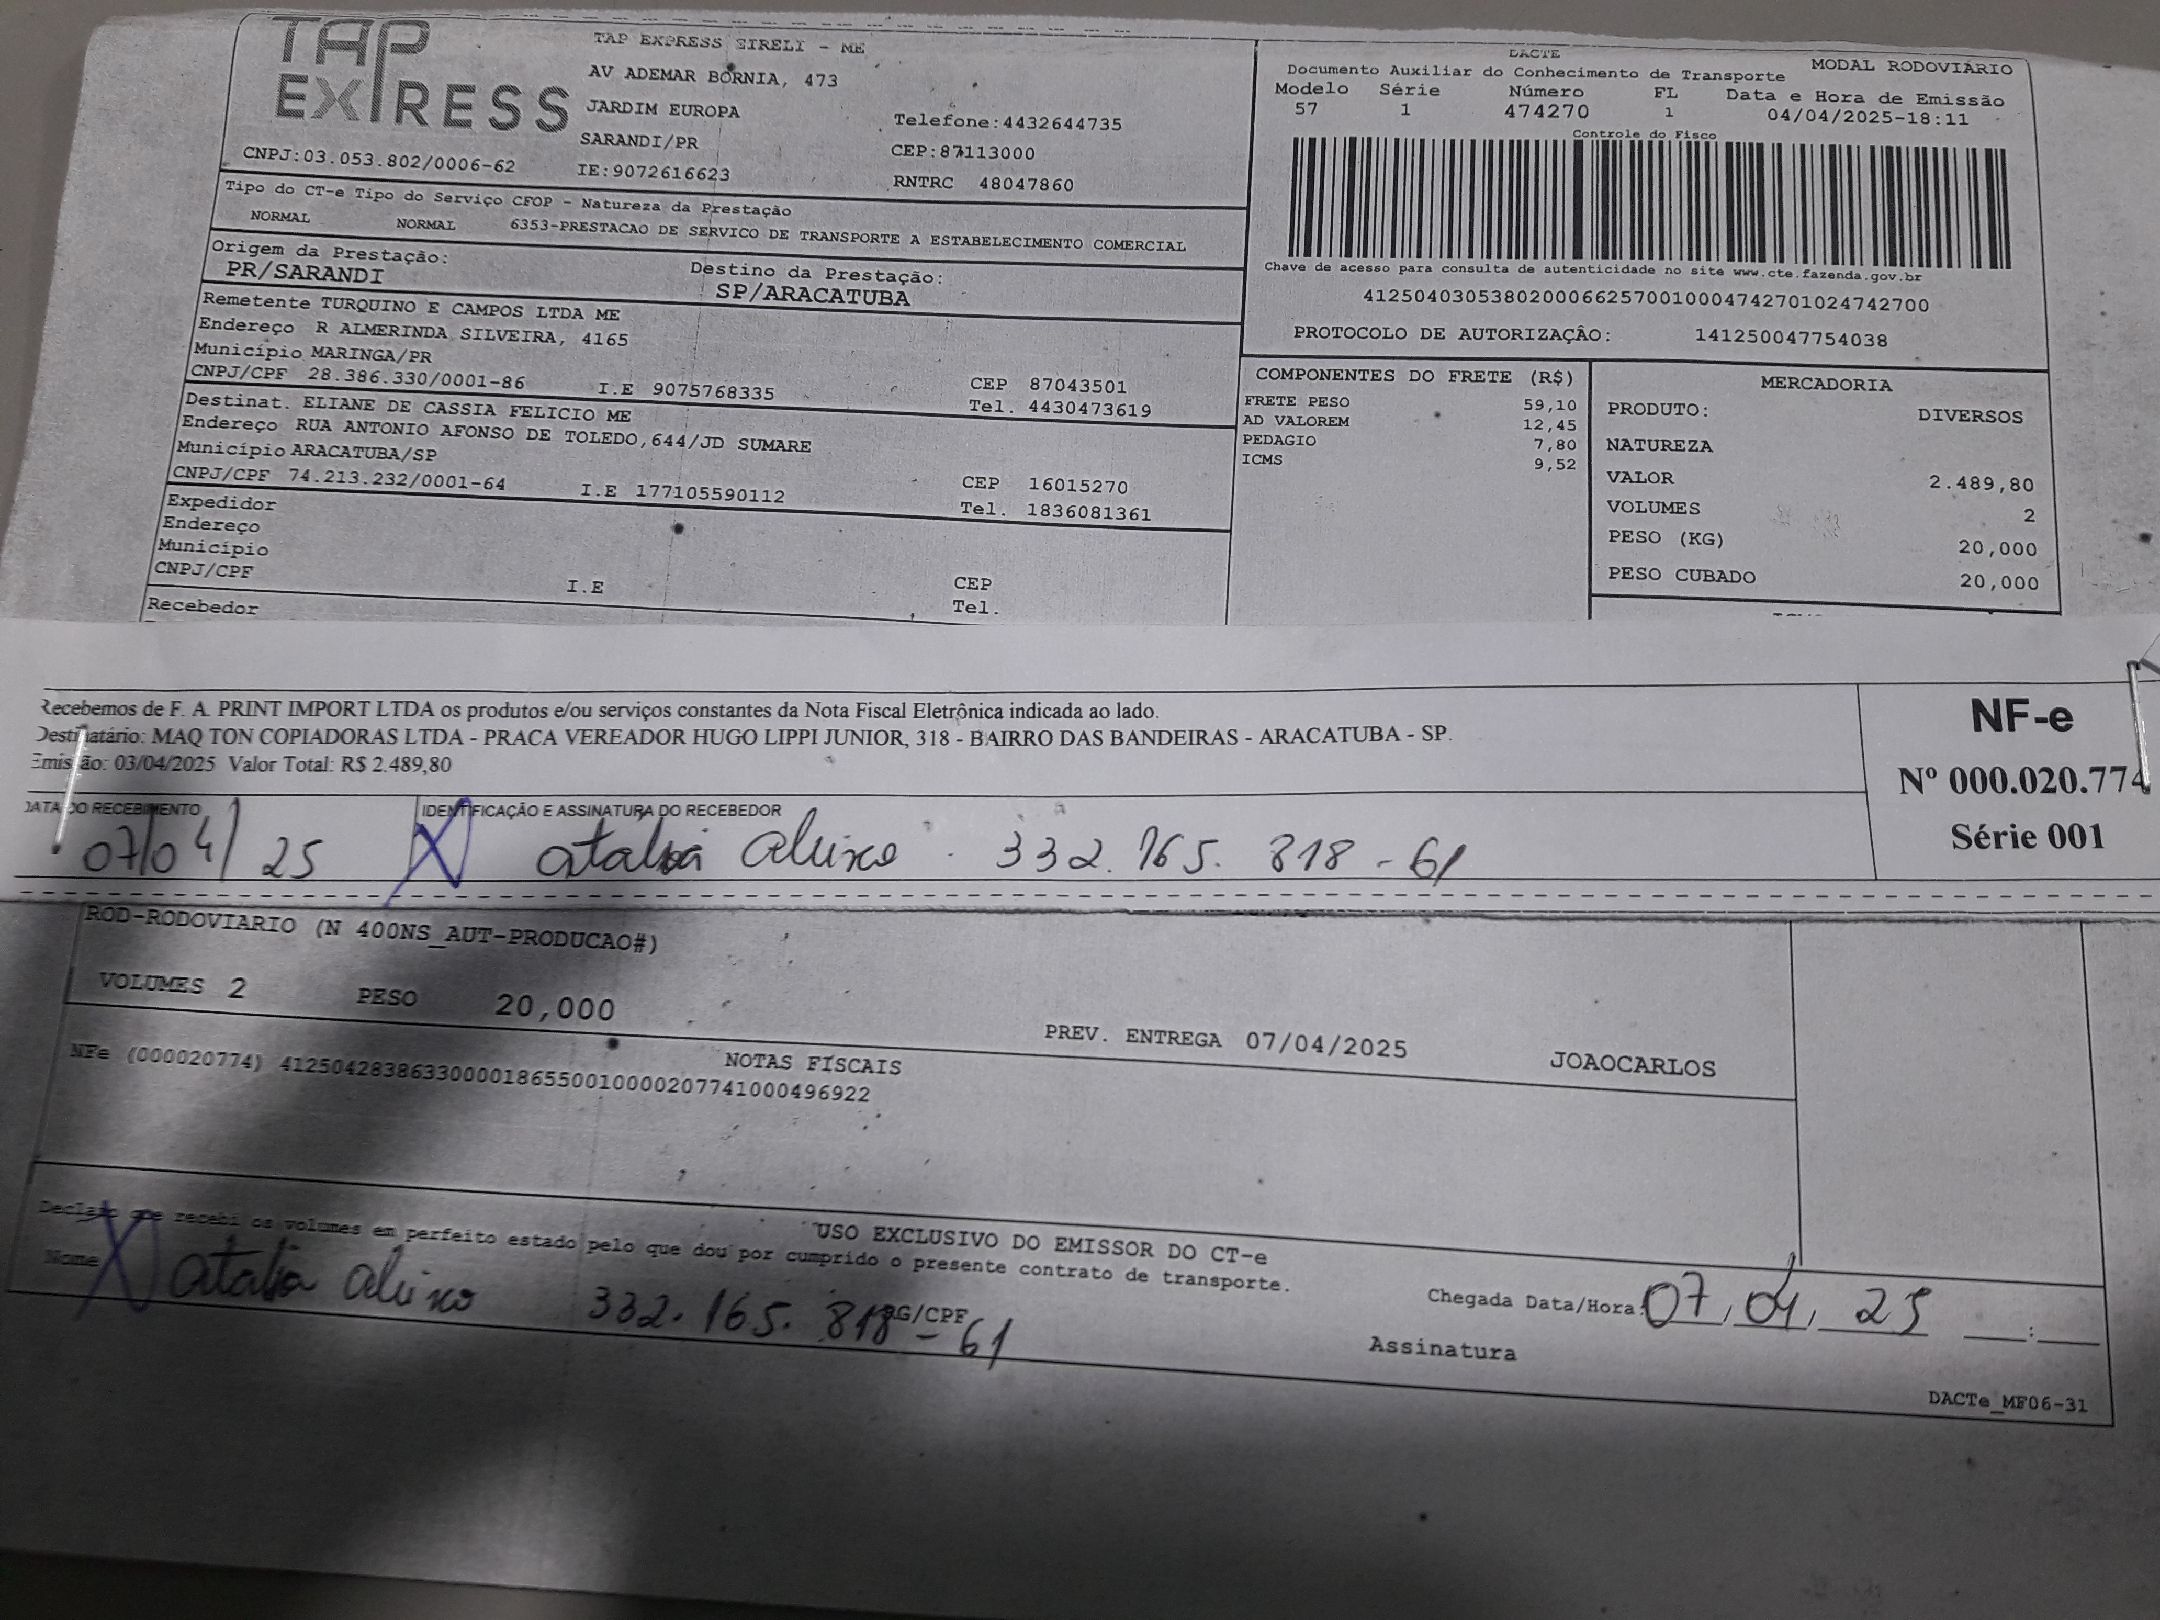 TAP EXPRESS
TAP EXPRESS EIRELI - ME
AV ADEMAR BORNIA, 473
JARDIM EUROPA
Telefone:4432644735
SARANDI/PR
CEP:87113000
CNPJ:03.053.802/0006-62
IE:9072616623
RNTRC 48047860
Tipo do CT-e Tipo do Serviço CFOP - Natureza da Prestação
NORMAL NORMAL 6353-PRESTACAO DE SERVICO DE TRANSPORTE A ESTABELECIMENTO COMERCIAL
Origem da Prestação: Destino da Prestação:
PR/SARANDI SP/ARACATUBA
Remetente TURQUINO E CAMPOS LTDA ME
Endereço R ALMERINDA SILVEIRA, 4165
Município MARINGA/PR CEP 87043501
CNPJ/CPF 28.386.330/0001-86 I.E 9075768335 Tel. 4430473619
Destinat. ELIANE DE CASSIA FELICIO ME
Endereço RUA ANTONIO AFONSO DE TOLEDO,644/JD SUMARE
Município ARACATUBA/SP CEP 16015270
CNPJ/CPF 74.213.232/0001-64 I.E 177105590112 Tel. 1836081361
Expedidor
Endereço
Município CEP
CNPJ/CPF I.E Tel.
Recebedor
DACTE
Documento Auxiliar do Conhecimento de Transporte MODAL RODOVIÁRIO
Modelo Série Número FL Data e Hora de Emissão
57 1 474270 1 04/04/2025-18:11
Controle do Fisco
Chave de acesso para consulta de autenticidade no site www.cte.fazenda.gov.br
41250403053802000662570010004742701024742700
PROTOCOLO DE AUTORIZAÇÂO: 141250047754038
COMPONENTES DO FRETE (R$)
FRETE PESO 59,10
AD VALOREM 12,45
PEDAGIO 7,80
ICMS 9,52
MERCADORIA
PRODUTO: DIVERSOS
NATUREZA
VALOR 2.489,80
VOLUMES 2
PESO (KG) 20,000
PESO CUBADO 20,000
Recebemos de F. A. PRINT IMPORT LTDA os produtos e/ou serviços constantes da Nota Fiscal Eletrônica indicada ao lado.
Destinatário: MAQ TON COPIADORAS LTDA - PRACA VEREADOR HUGO LIPPI JUNIOR, 318 - BAIRRO DAS BANDEIRAS - ARACATUBA - SP.
Emissão: 03/04/2025 Valor Total: R$ 2.489,80
DATA DO RECEBIMENTO IDENTIFICAÇÃO E ASSINATURA DO RECEBEDOR
07/04/25 X 332.165.818-61
NF-e
Nº 000.020.774
Série 001
ROD-RODOVIARIO (N 400NS_AUT-PRODUCAO#)
VOLUMES 2 PESO 20,000 PREV. ENTREGA 07/04/2025 JOAOCARLOS
NOTAS FISCAIS
NFe (000020774) 41250428386330000186550010000207741000496922
USO EXCLUSIVO DO EMISSOR DO CT-e
Declaro que recebi os volumes em perfeito estado pelo que dou por cumprido o presente contrato de transporte.
Nome X 332.165.818-61 RG/CPF
Chegada Data/Hora: 07,04,25 __:__
Assinatura
DACTe_MF06-31